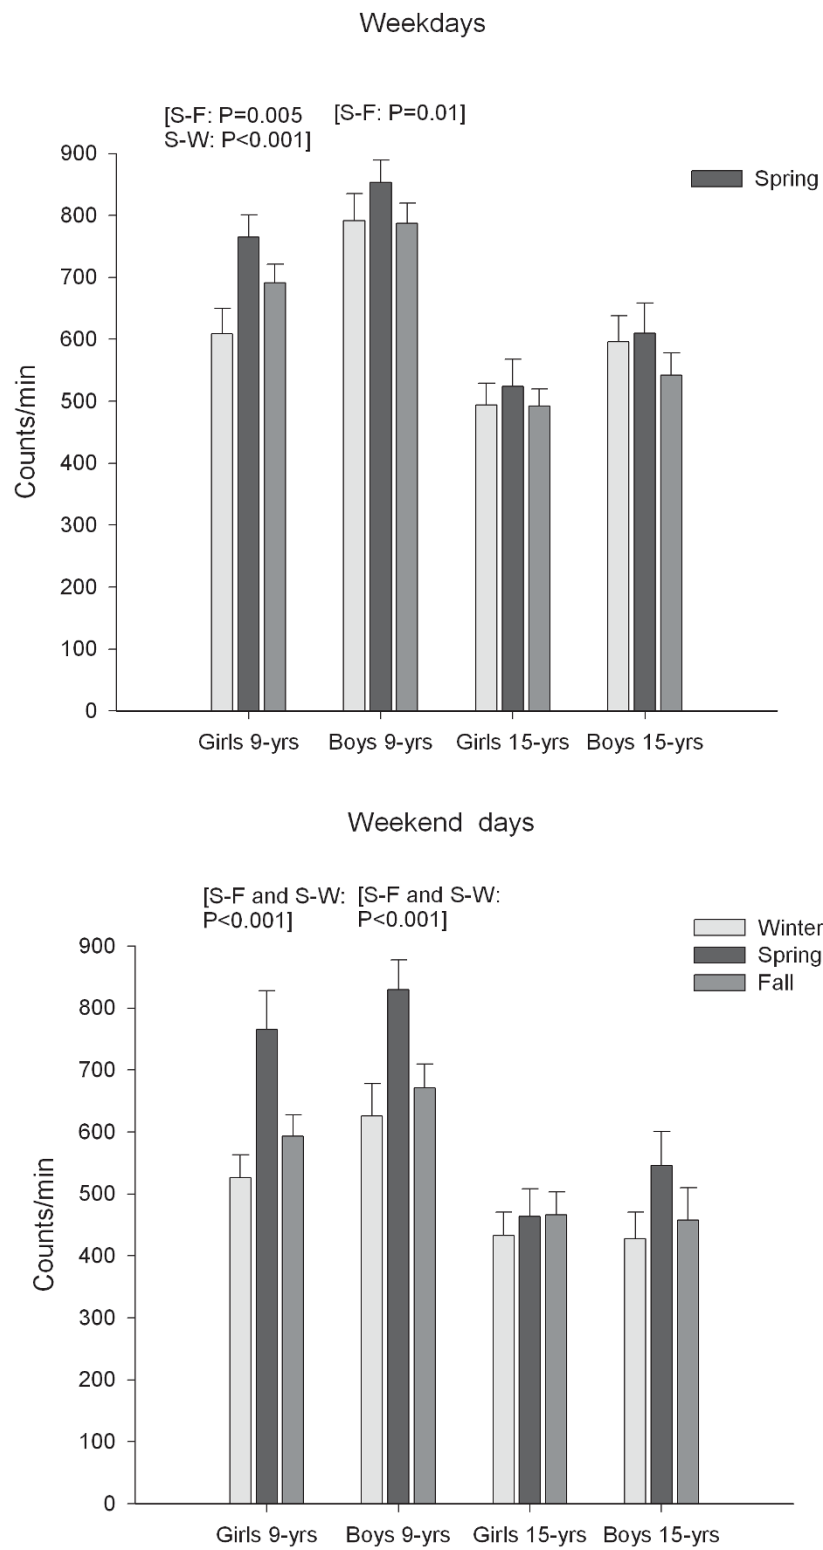 Weekdays
[S-F: P=0.005
S-W: P<0.001]
[S-F: P=0.01]
Spring
900
800
700
600
500
400
300
200
100
0
Counts/min
Girls 9-yrs
Boys 9-yrs
Girls 15-yrs
Boys 15-yrs
Weekend days
[S-F and S-W:
P<0.001]
[S-F and S-W:
P<0.001]
Winter
Spring
Fall
900
800
700
600
500
400
300
200
100
0
Counts/min
Girls 9-yrs
Boys 9-yrs
Girls 15-yrs
Boys 15-yrs